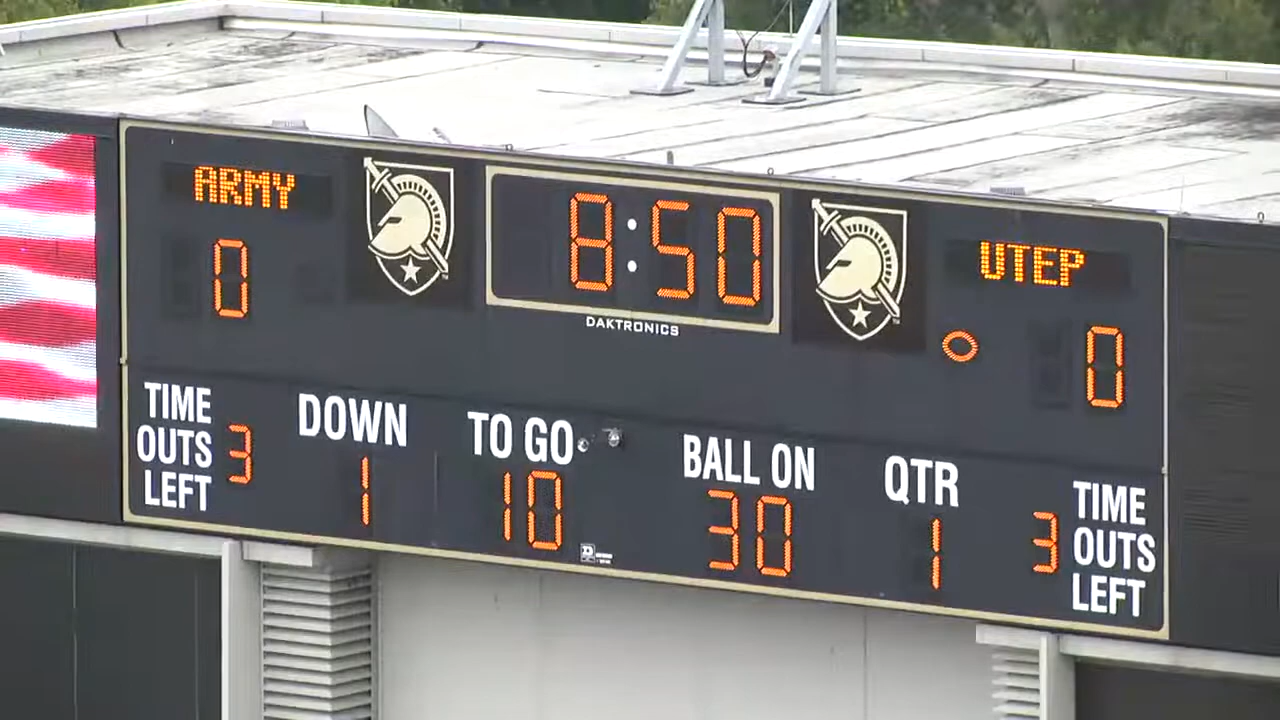 ARMY
8:50
UTEP
0
DAKTRONICS
0
TIME
OUTS
LEFT
3
DOWN
1
TO GO
10
BALL ON
30
QTR
1
3
TIME
OUTS
LEFT